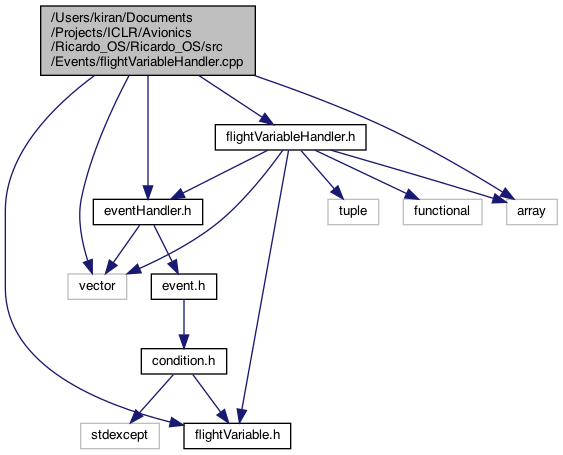 /Users/kiran/Documents
/Projects/ICLR/Avionics
/Ricardo_OS/Ricardo_OS/src
/Events/flightVariableHandler.cpp
flightVariableHandler.h
eventHandler.h
tuple
functional
array
vector
event.h
condition.h
stdexcept
flightVariable.h